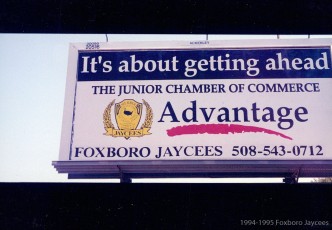 It's about getting ahead
THE JUNIOR CHAMBER OF COMMERCE
JAYCEES
Advantage
FOXBORO JAYCEES 508-543-0712
1994-1995 Foxboro Jaycees